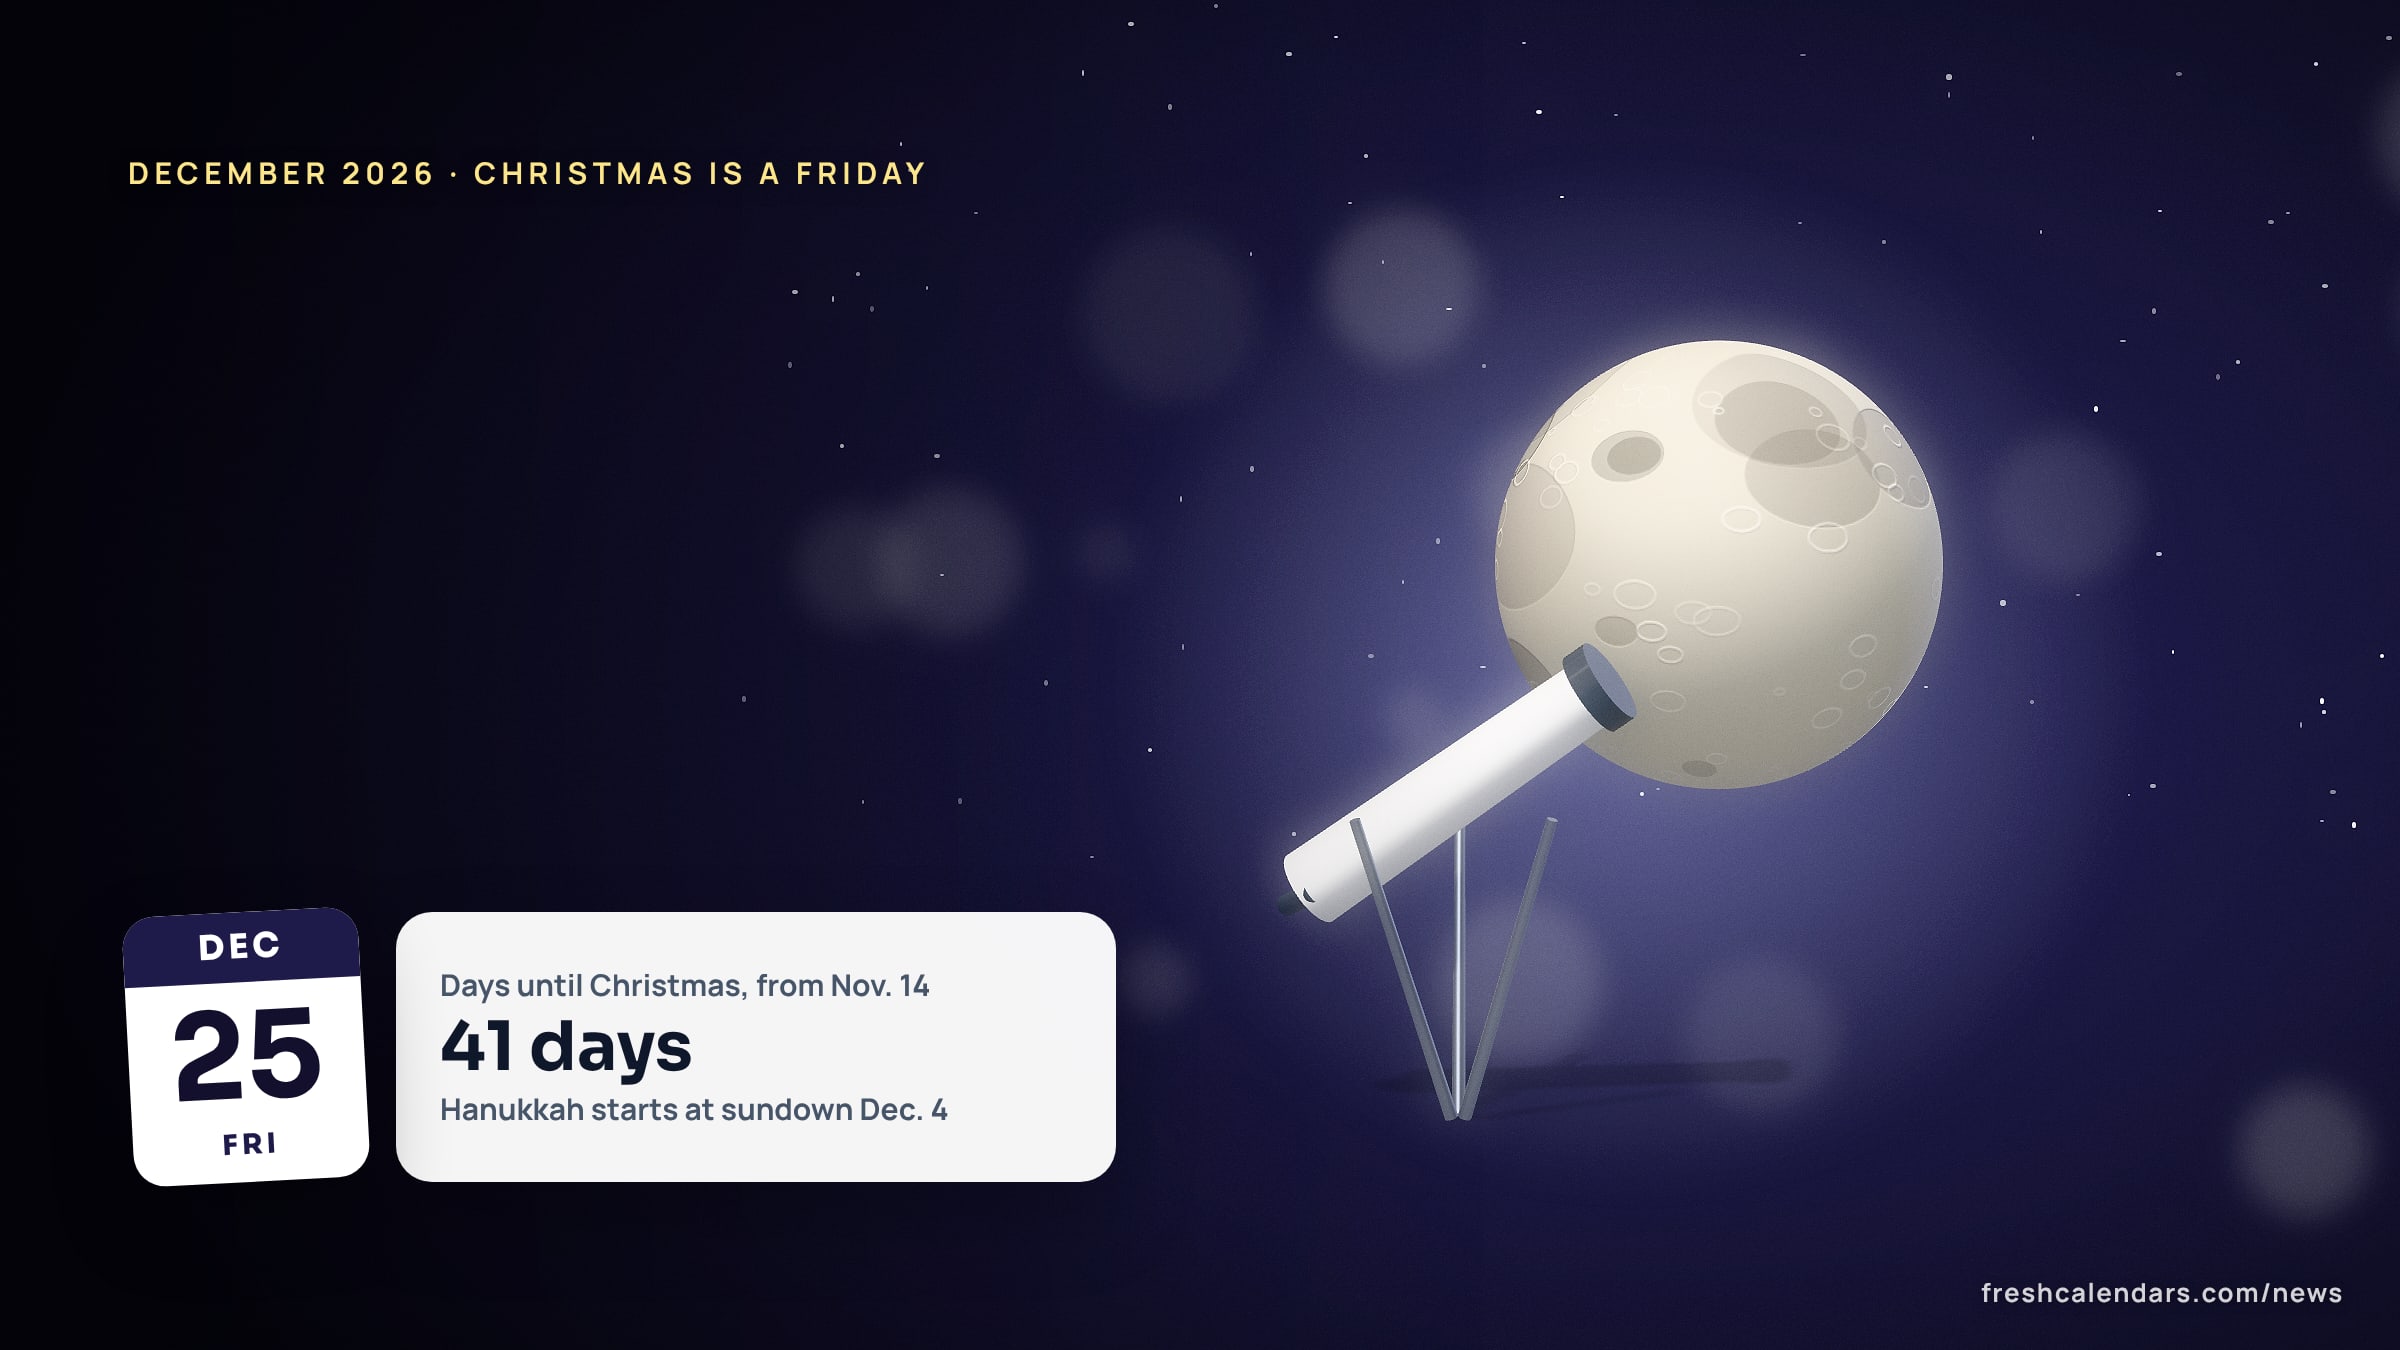 DECEMBER 2026 · CHRISTMAS IS A FRIDAY
DEC
25
FRI
Days until Christmas, from Nov. 14
41 days
Hanukkah starts at sundown Dec. 4
freshcalendars.com/news